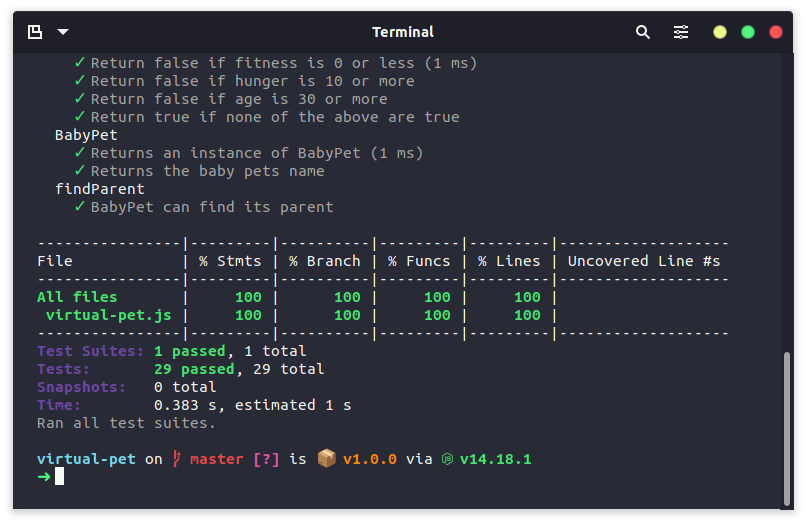 Terminal
✓ Return false if fitness is 0 or less (1 ms)
✓ Return false if hunger is 10 or more
✓ Return false if age is 30 or more
✓ Return true if none of the above are true
BabyPet
✓ Returns an instance of BabyPet (1 ms)
✓ Returns the baby pets name
findParent
✓ BabyPet can find its parent
----------------|---------|----------|---------|---------|-------------------
File            | % Stmts | % Branch | % Funcs | % Lines | Uncovered Line #s
----------------|---------|----------|---------|---------|-------------------
All files       |     100 |      100 |     100 |     100 |
 virtual-pet.js |     100 |      100 |     100 |     100 |
----------------|---------|----------|---------|---------|-------------------
Test Suites: 1 passed, 1 total
Tests:       29 passed, 29 total
Snapshots:   0 total
Time:        0.383 s, estimated 1 s
Ran all test suites.
virtual-pet on master [?] is 📦 v1.0.0 via v14.18.1
➜